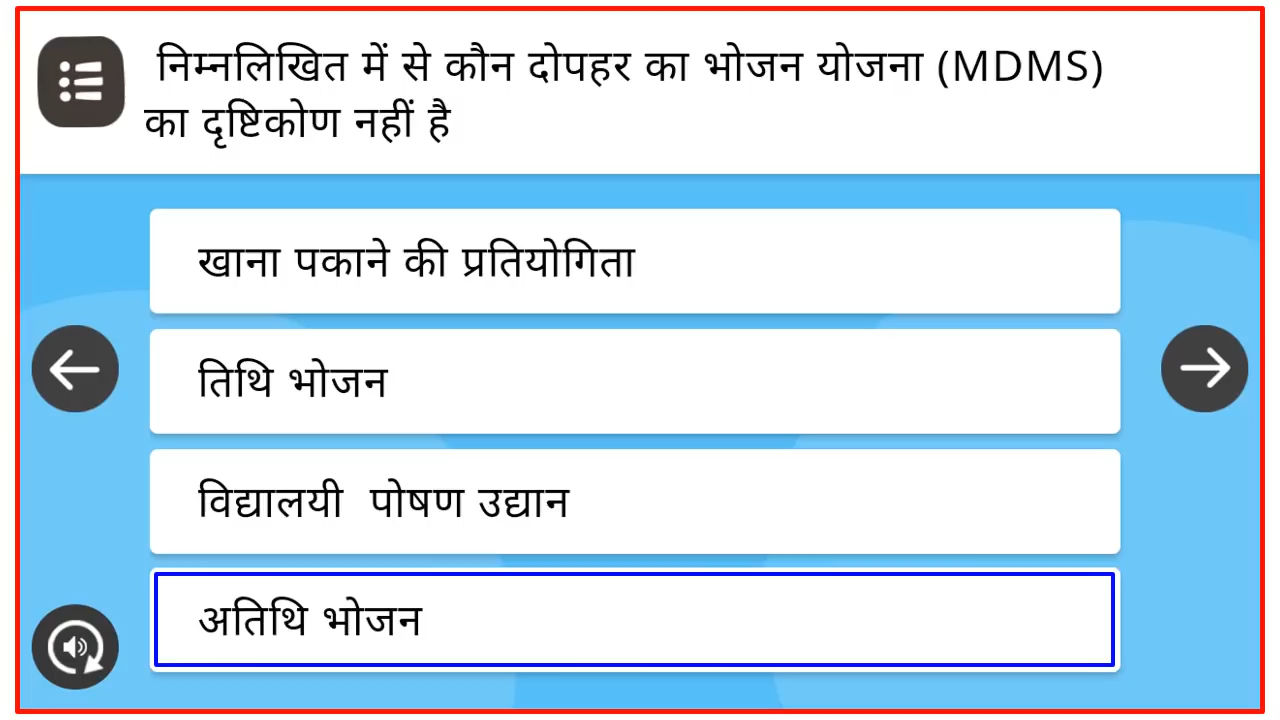 निम्नलिखित में से कौन दोपहर का भोजन योजना (MDMS)
का दृष्टिकोण नहीं है
खाना पकाने की प्रतियोगिता
तिथि भोजन
विद्यालयी पोषण उद्यान
अतिथि भोजन